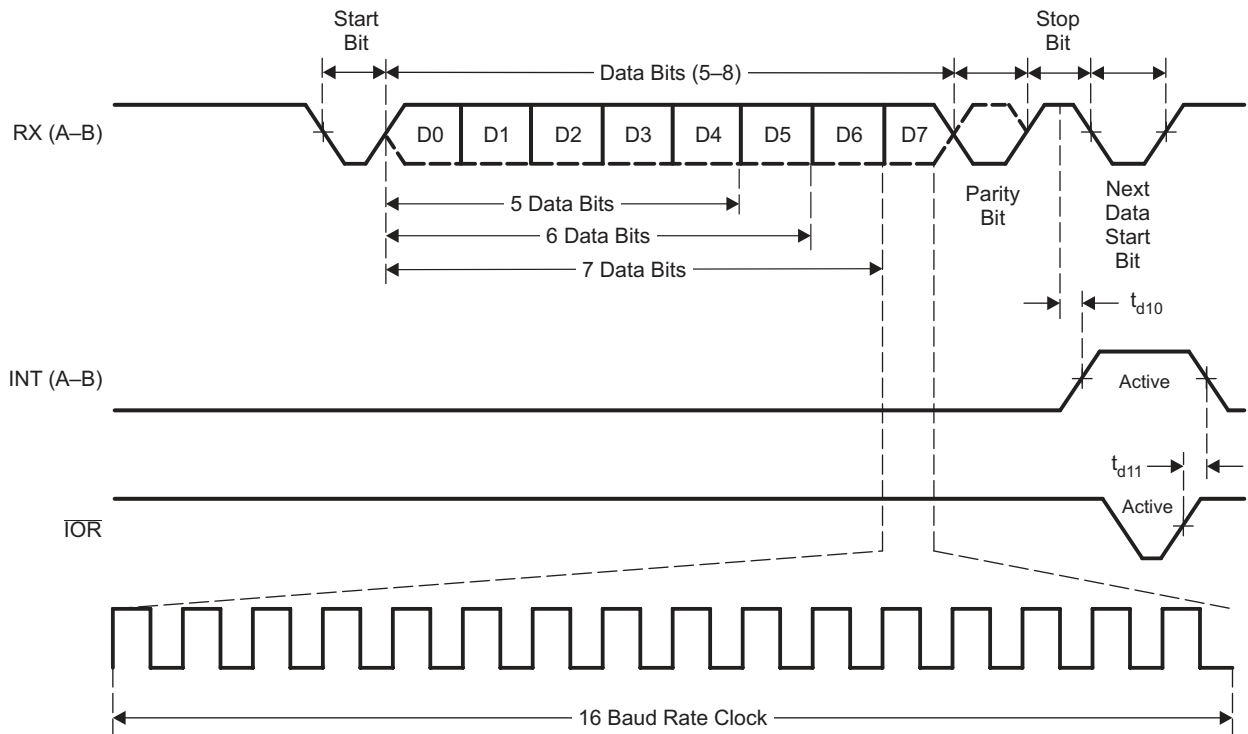 Start
Bit
Stop
Bit
Data Bits (5–8)
RX (A–B)
D0 D1 D2 D3 D4 D5 D6 D7
5 Data Bits
6 Data Bits
7 Data Bits
Parity
Bit
Next
Data
Start
Bit
td10
INT (A–B)
Active
td11
IOR
Active
16 Baud Rate Clock